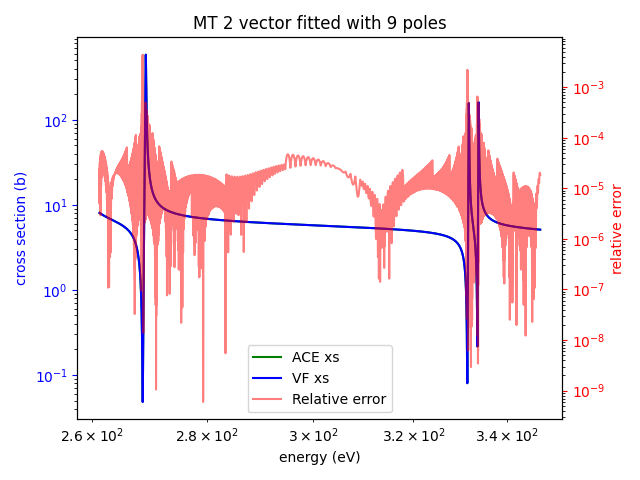 MT 2 vector fitted with 9 poles
cross section (b)
10²
10¹
10⁰
10⁻¹
10⁻³
10⁻⁴
10⁻⁵
10⁻⁶
10⁻⁷
10⁻⁸
10⁻⁹
relative error
ACE xs
VF xs
Relative error
2.6 × 10² 2.8 × 10² 3 × 10² 3.2 × 10² 3.4 × 10²
energy (eV)